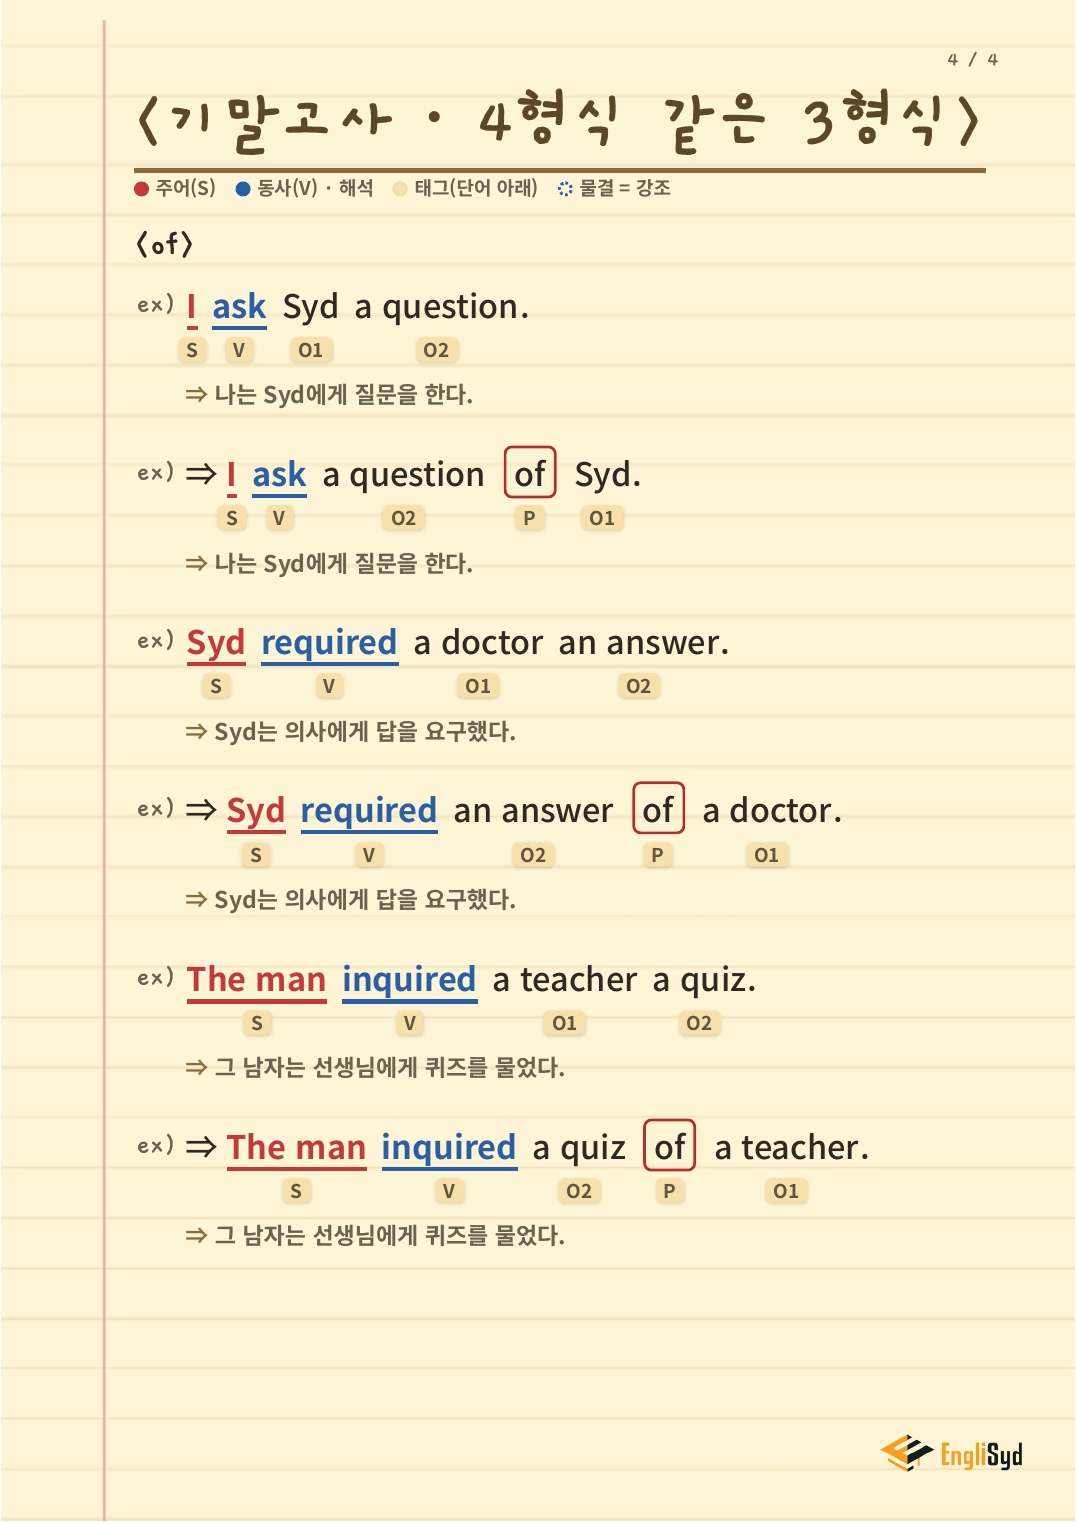 4 / 4
〈기말고사 · 4형식 같은 3형식〉
주어(S) 동사(V) · 해석 태그(단어 아래) 물결 = 강조
〈of〉
ex) I ask Syd a question.
S V O1 O2
⇒ 나는 Syd에게 질문을 한다.
ex) ⇒ I ask a question of Syd.
S V O2 P O1
⇒ 나는 Syd에게 질문을 한다.
ex) Syd required a doctor an answer.
S V O1 O2
⇒ Syd는 의사에게 답을 요구했다.
ex) ⇒ Syd required an answer of a doctor.
S V O2 P O1
⇒ Syd는 의사에게 답을 요구했다.
ex) The man inquired a teacher a quiz.
S V O1 O2
⇒ 그 남자는 선생님에게 퀴즈를 물었다.
ex) ⇒ The man inquired a quiz of a teacher.
S V O2 P O1
⇒ 그 남자는 선생님에게 퀴즈를 물었다.
EngliSyd